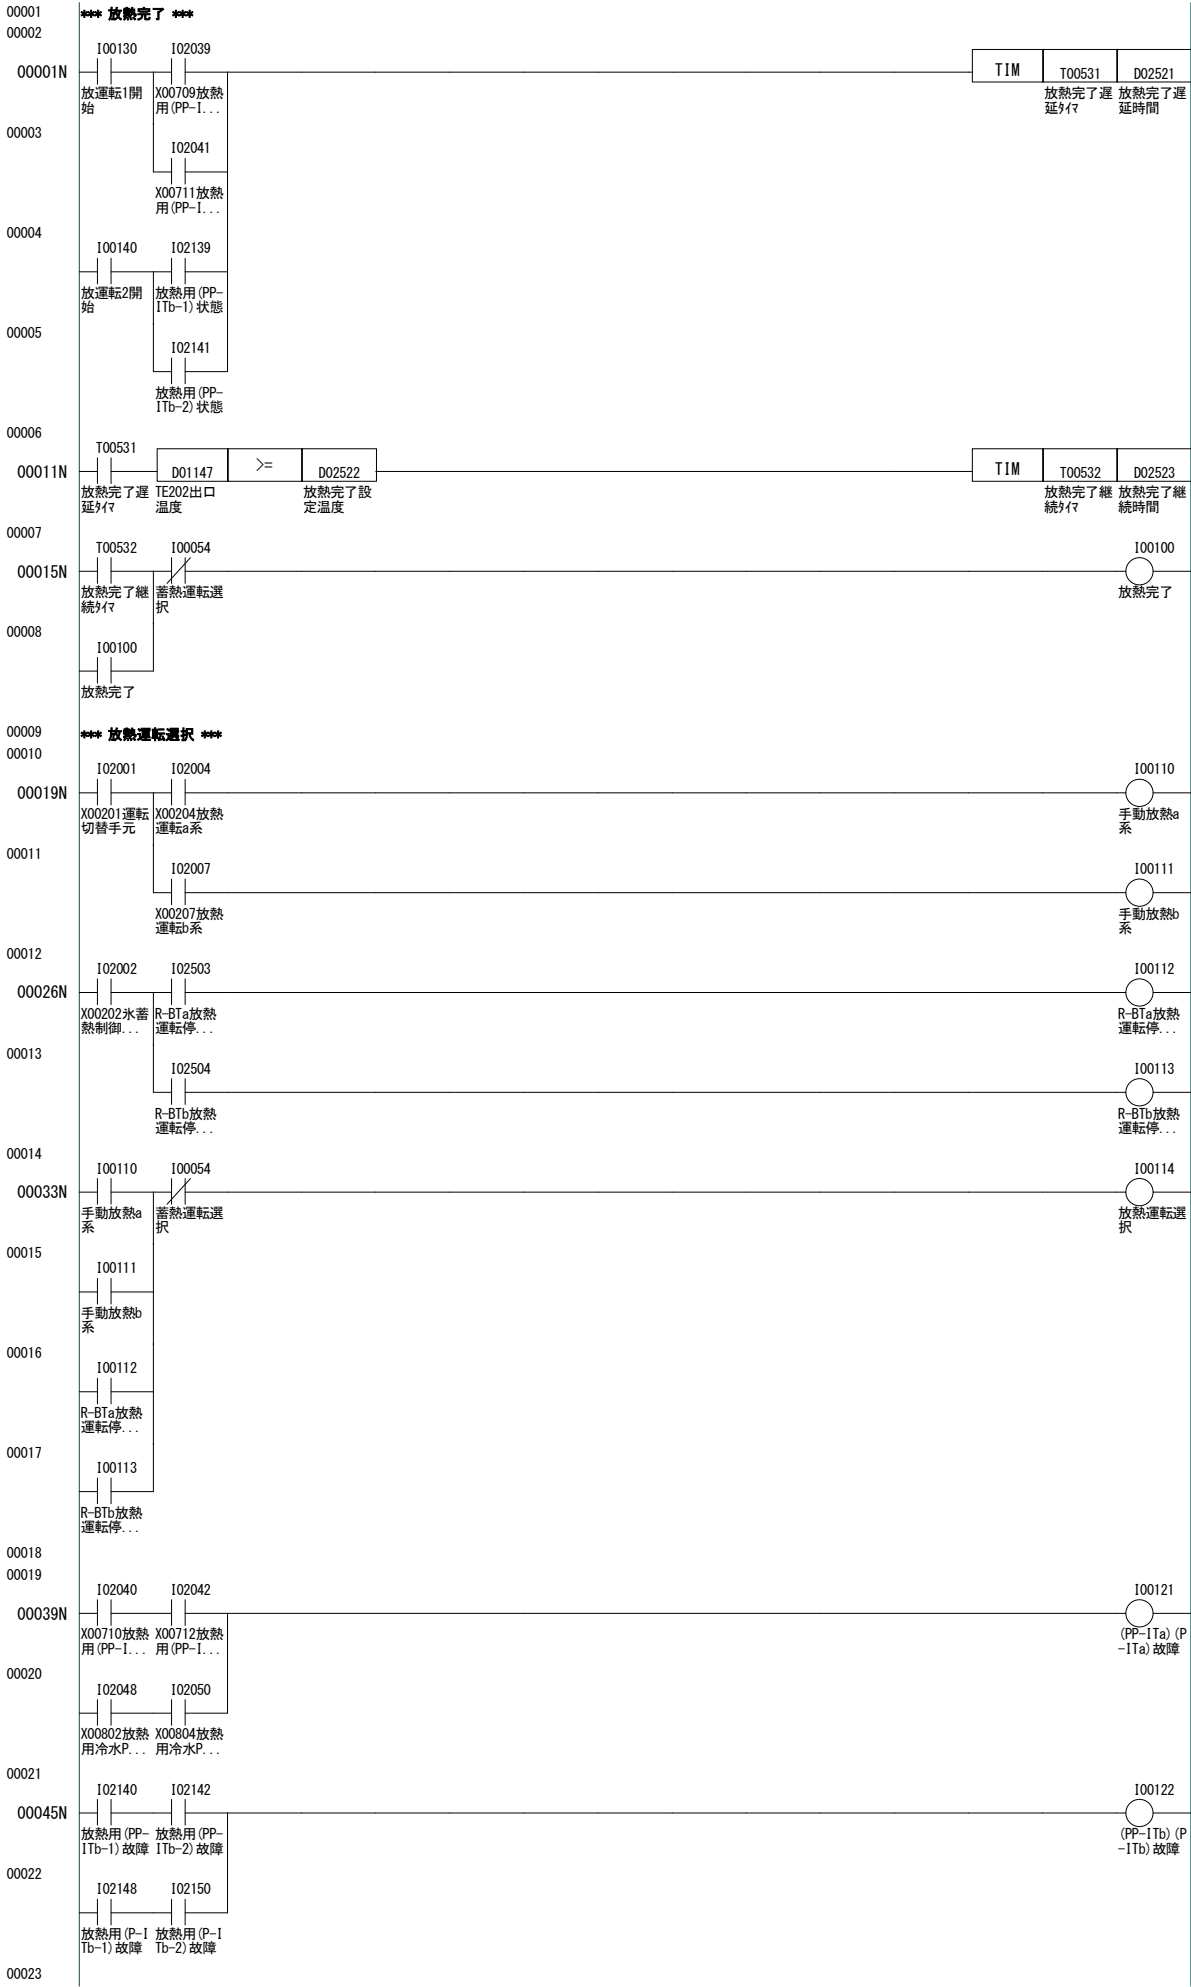 00001 *** 放熱完了 ***
00002
I00130 I02039
00001N TIM T00531 D02521
放運転1開 X00709放熱 放熱完了遅 放熱完了遅
始 用(PP-I... 延ﾀｲﾏ 延時間
00003
I02041
X00711放熱
用(PP-I...
00004
I00140 I02139
放運転2開 放熱用(PP-
始 ITb-1)状態
00005
I02141
放熱用(PP-
ITb-2)状態
00006
T00531
00011N D01147 >= D02522 TIM T00532 D02523
放熱完了遅 TE202出口 放熱完了設 放熱完了継 放熱完了継
延ﾀｲﾏ 温度 定温度 続ﾀｲﾏ 続時間
00007
T00532 I00054 I00100
00015N
放熱完了継 蓄熱運転選 放熱完了
続ﾀｲﾏ 択
00008
I00100
放熱完了
00009 *** 放熱運転選択 ***
00010
I02001 I02004 I00110
00019N
X00201運転 X00204放熱 手動放熱a
切替手元 運転a系 系
00011
I02007 I00111
X00207放熱 手動放熱b
運転b系 系
00012
I02002 I02503 I00112
00026N
X00202氷蓄 R-BTa放熱 R-BTa放熱
熱制御... 運転停... 運転停...
00013
I02504 I00113
R-BTb放熱 R-BTb放熱
運転停... 運転停...
00014
I00110 I00054 I00114
00033N
手動放熱a 蓄熱運転選 放熱運転選
系 択 択
00015
I00111
手動放熱b
系
00016
I00112
R-BTa放熱
運転停...
00017
I00113
R-BTb放熱
運転停...
00018
00019
I02040 I02042 I00121
00039N
X00710放熱 X00712放熱 (PP-ITa)(P
用(PP-I... 用(PP-I... -ITa)故障
00020
I02048 I02050
X00802放熱 X00804放熱
用冷水P... 用冷水P...
00021
I02140 I02142 I00122
00045N
放熱用(PP- 放熱用(PP- (PP-ITb)(P
ITb-1)故障 ITb-2)故障 -ITb)故障
00022
I02148 I02150
放熱用(P-I 放熱用(P-I
Tb-1)故障 Tb-2)故障
00023